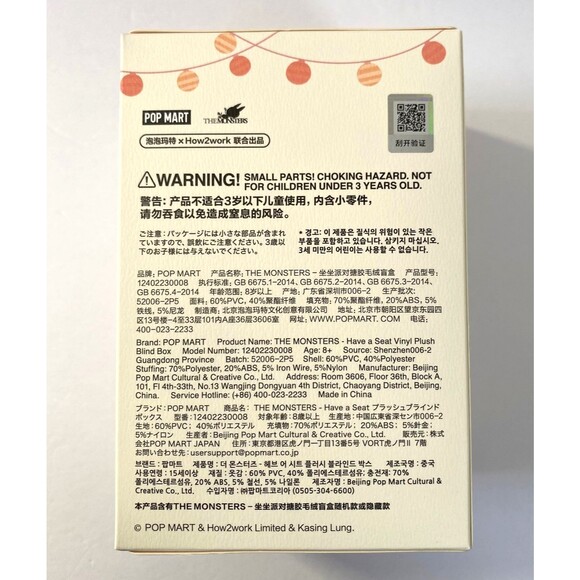 POP MART THE MONSTERS
泡泡玛特 × How2work 联合出品
刮开验证
WARNING! SMALL PARTS! CHOKING HAZARD. NOT
FOR CHILDREN UNDER 3 YEARS OLD.
警告: 产品不适合3岁以下儿童使用，内含小零件，
请勿吞食以免造成窒息的风险。
ご注意：パッケージには小さな部品が含まれ
ていますので、誤飲にご注意ください。3歳以
下のお子様には与えないでください。
* 경고: 이 제품은 질식의 위험이 있는 작은
부품을 포함하고 있습니다. 삼키지 마십시오.
3세 미만의 어린이는 사용할 수 없습니다.
品牌: POP MART 产品名称: THE MONSTERS - 坐坐派对搪胶毛绒盲盒 产品型号:
12402230008 执行标准: GB 6675.1-2014, GB 6675.2-2014, GB 6675.3-2014,
GB 6675.4-2014 年龄范围: 8岁以上 产地: 广东省深圳市006-2 生产批次:
52006-2P5 面料: 60%PVC, 40%聚酯纤维 填充物: 70%聚酯纤维, 20%ABS, 5%
铁线, 5%尼龙 制造商: 北京泡泡玛特文化创意有限公司 地址: 北京市朝阳区望京东园四
区13号楼-4至33层101内A座36层3606室 网址: WWW.POPMART.COM 电话:
400-023-2233
Brand: POP MART Product Name: THE MONSTERS - Have a Seat Vinyl Plush
Blind Box Model Number: 12402230008 Age: 8+ Source: Shenzhen006-2
Guangdong Province Batch: 52006-2P5 Shell: 60%PVC, 40%Polyester
Stuffing: 70%Polyester, 20%ABS, 5% Iron Wire, 5%Nylon Manufacturer: Beijing
Pop Mart Cultural & Creative Co., Ltd. Address: Room 3606, Floor 36th, Block A,
101, Fl 4th-33th, No.13 Wangjing Dongyuan 4th District, Chaoyang District, Beijing,
China. Service Hotline: (+86) 400-023-2233 Made in China
ブランド: POP MART 商品名: THE MONSTERS - Have a Seat プラッシュブラインド
ボックス 型番: 12402230008 対象年齢: 8歳以上 生産地: 中国広東省深セン市006-2
生地: 60%PVC; 40%ポリエステル 充填物: 70%ポリエステル; 20%ABS; 5%針金;
5%ナイロン 生産者: Beijing Pop Mart Cultural & Creative Co., Ltd. 販売元: 株式会
社POP MART JAPAN 住所: 東京都港区虎ノ門一丁目13番5号 VORT虎ノ門Ⅱ 7階
お問い合わせ先: usersupport@popmart.co.jp
브랜드: 팝마트 제품명: 더 몬스터즈 - 헤브 어 시트 플러시 블라인드 박스 제조국명: 중국
사용연령: 15세이상 재질: 옷감: 60% PVC, 40% 폴리에스테르섬유; 충전재: 70%
폴리에스테르섬유, 20% ABS, 5% 철선, 5% 나일론 제조자명: Beijing Pop Mart Cultural &
Creative Co., Ltd. 수입자명: ㈜팝마트코리아 (0505-304-6600)
本产品含有THE MONSTERS - 坐坐派对搪胶毛绒盲盒随机款或隐藏款
© POP MART & How2work Limited & Kasing Lung.